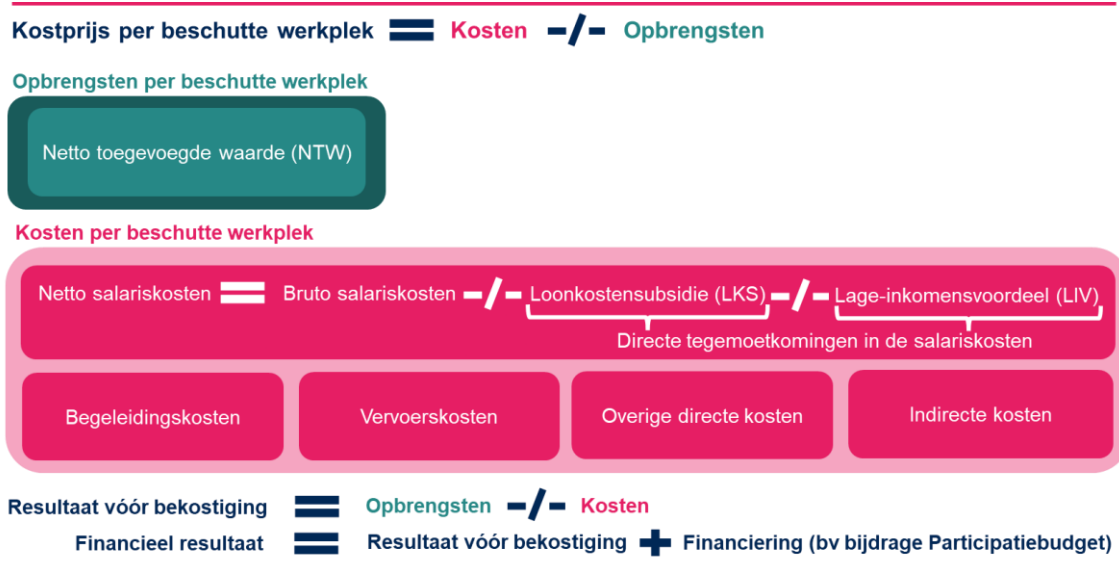 Kostprijs per beschutte werkplek = Kosten -/- Opbrengsten
Opbrengsten per beschutte werkplek
Netto toegevoegde waarde (NTW)
Kosten per beschutte werkplek
Netto salariskosten = Bruto salariskosten -/- Loonkostensubsidie (LKS) -/- Lage-inkomensvoordeel (LIV)
Directe tegemoetkomingen in de salariskosten
Begeleidingskosten
Vervoerskosten
Overige directe kosten
Indirecte kosten
Resultaat vóór bekostiging = Opbrengsten -/- Kosten
Financieel resultaat = Resultaat vóór bekostiging + Financiering (bv bijdrage Participatiebudget)